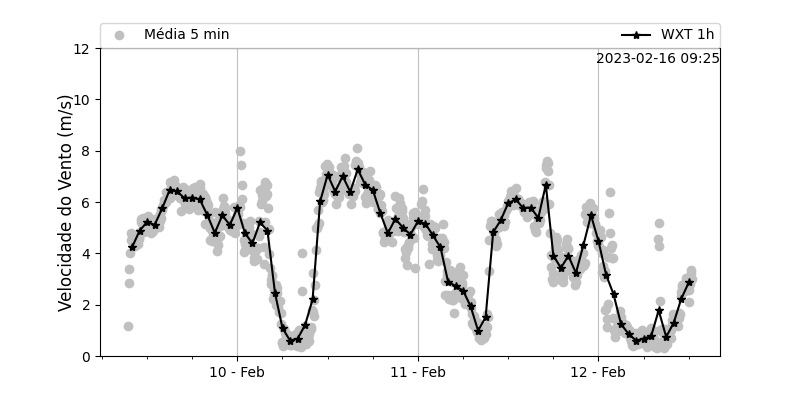 Média 5 min
WXT 1h
2023-02-16 09:25
Velocidade do Vento (m/s)
12
10
8
6
4
2
0
10 - Feb
11 - Feb
12 - Feb